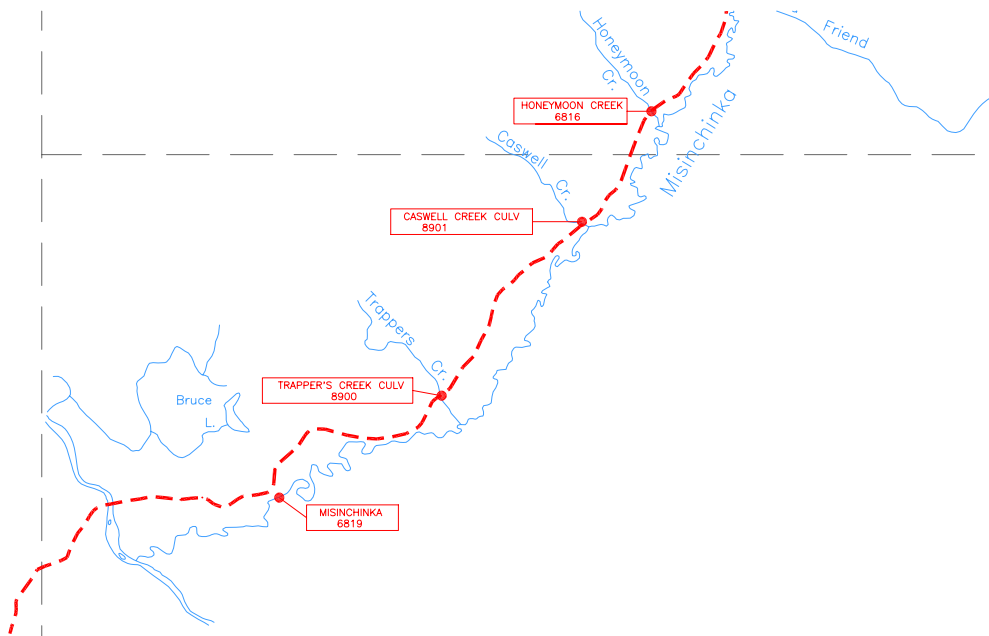 Friend
Honeymoon
Cr.
HONEYMOON CREEK
6816
Misinchinka
Caswell
Cr.
CASWELL CREEK CULV
8901
Trappers
Cr.
TRAPPER'S CREEK CULV
8900
Bruce
L.
MISINCHINKA
6819